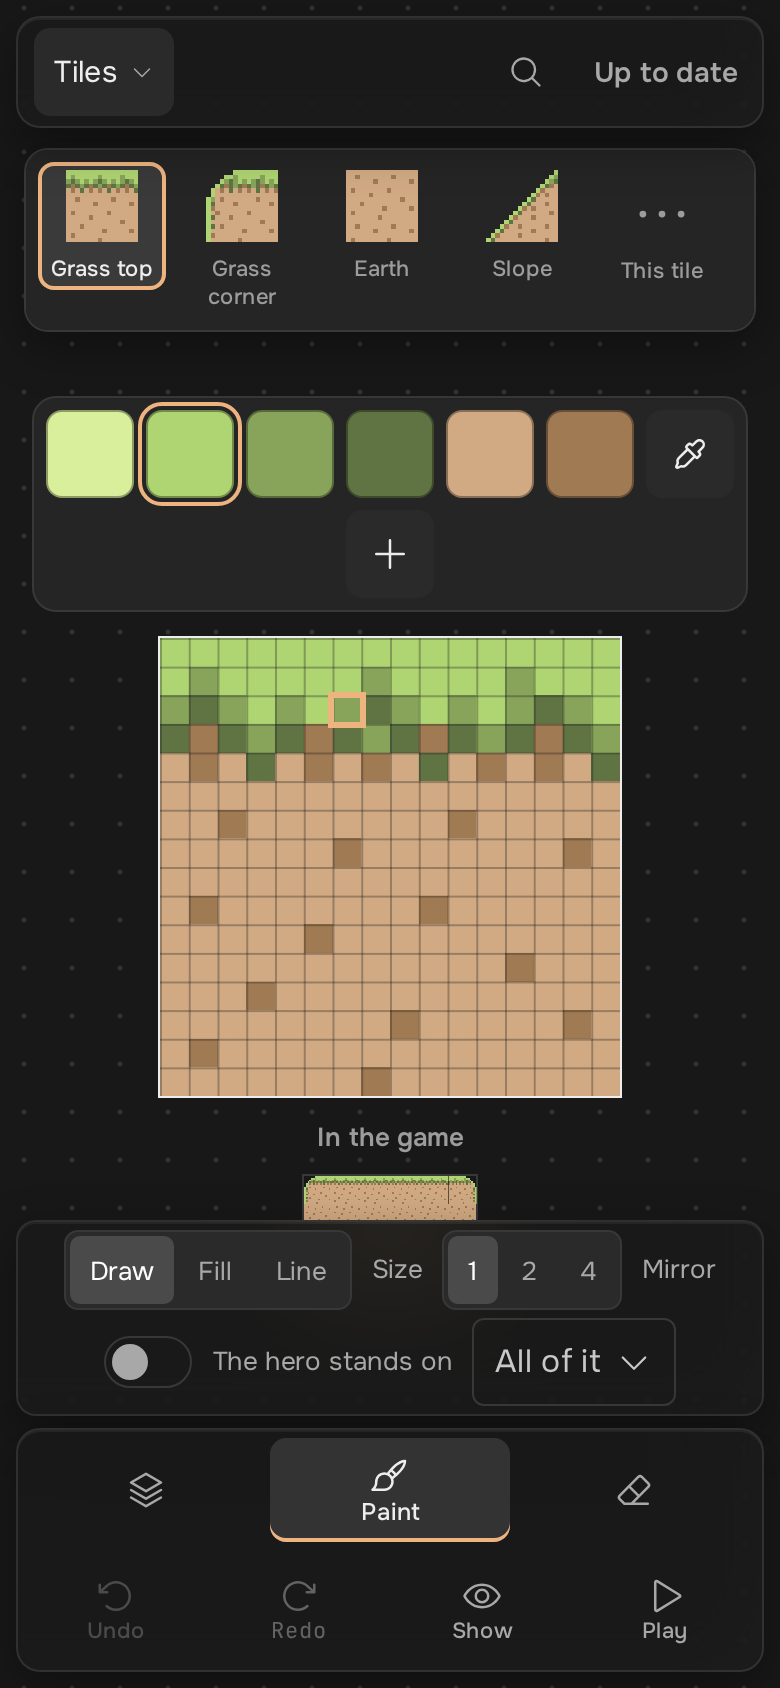 Tiles
Up to date
Grass top
Grass corner
Earth
Slope
This tile
In the game
Draw
Fill
Line
Size
1
2
4
Mirror
The hero stands on
All of it
Paint
Undo
Redo
Show
Play